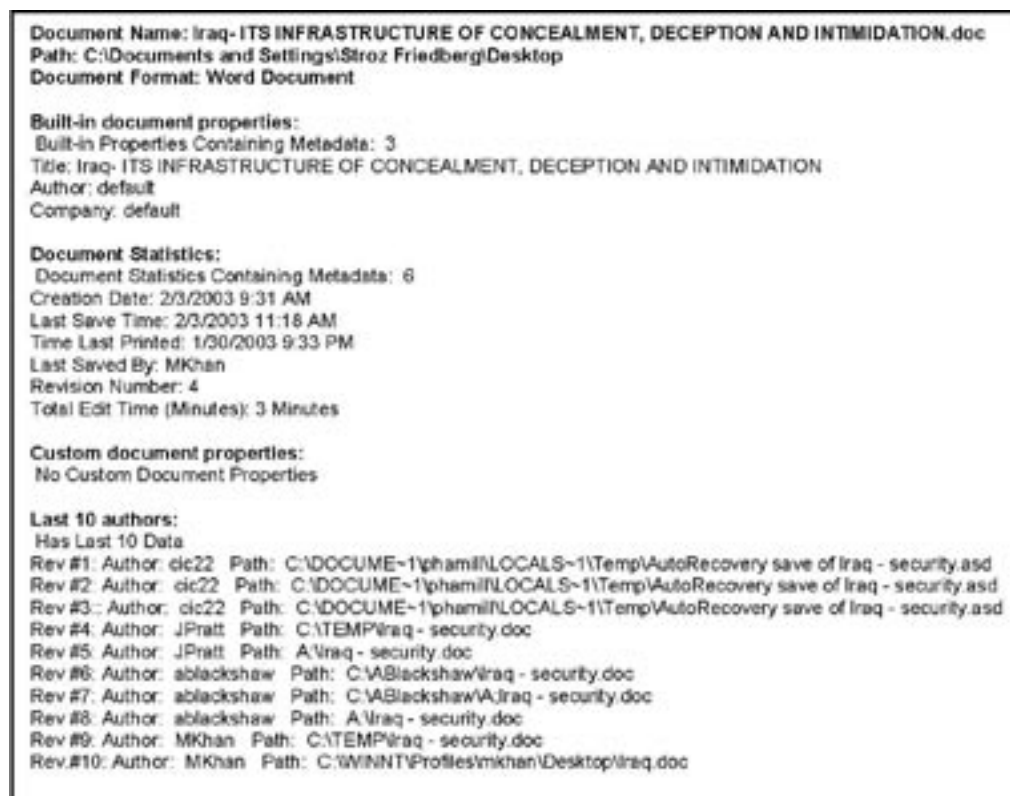 Document Name: Iraq- ITS INFRASTRUCTURE OF CONCEALMENT, DECEPTION AND INTIMIDATION.doc
Path: C:\Documents and Settings\Stroz Friedberg\Desktop
Document Format: Word Document
Built-in document properties:
Built-in Properties Containing Metadata: 3
Title: Iraq- ITS INFRASTRUCTURE OF CONCEALMENT, DECEPTION AND INTIMIDATION
Author: default
Company: default
Document Statistics:
Document Statistics Containing Metadata: 6
Creation Date: 2/3/2003 9:31 AM
Last Save Time: 2/3/2003 11:18 AM
Time Last Printed: 1/30/2003 9:33 PM
Last Saved By: MKhan
Revision Number: 4
Total Edit Time (Minutes): 3 Minutes
Custom document properties:
No Custom Document Properties
Last 10 authors:
Has Last 10 Data
Rev #1: Author: cic22 Path: C:\DOCUME~1\phamill\LOCALS~1\Temp\AutoRecovery save of Iraq - security.asd
Rev #2: Author: cic22 Path: C:\DOCUME~1\phamill\LOCALS~1\Temp\AutoRecovery save of Iraq - security.asd
Rev #3:: Author: cic22 Path: C:\DOCUME~1\phamill\LOCALS~1\Temp\AutoRecovery save of Iraq - security.asd
Rev #4: Author: JPratt Path: C:\TEMP\Iraq - security.doc
Rev #5: Author: JPratt Path: A:\Iraq - security.doc
Rev #6: Author: ablackshaw Path: C:\ABlackshaw\Iraq - security.doc
Rev #7: Author: ablackshaw Path: C:\ABlackshaw\A;Iraq - security.doc
Rev #8: Author: ablackshaw Path: A:\Iraq - security.doc
Rev #9: Author: MKhan Path: C:\TEMP\Iraq - security.doc
Rev.#10: Author: MKhan Path: C:\WINNT\Profiles\mkhan\Desktop\Iraq.doc